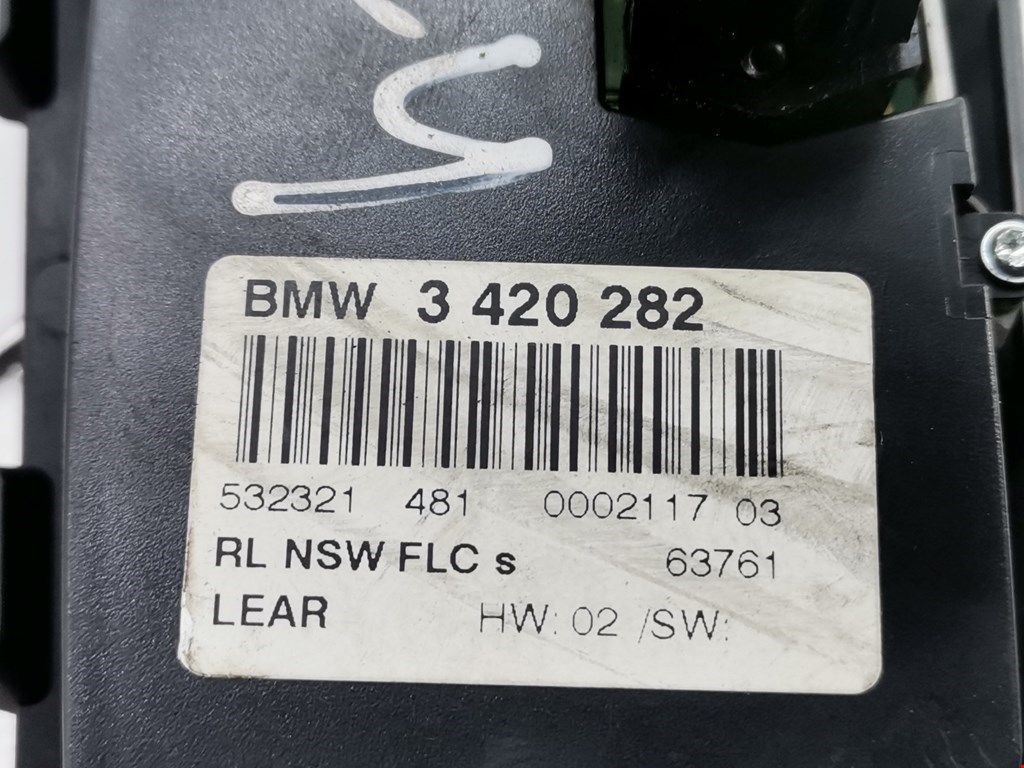 BMW 3 420 282
532321 481 0002117 03
RL NSW FLC s 63761
LEAR HW: 02 /SW: